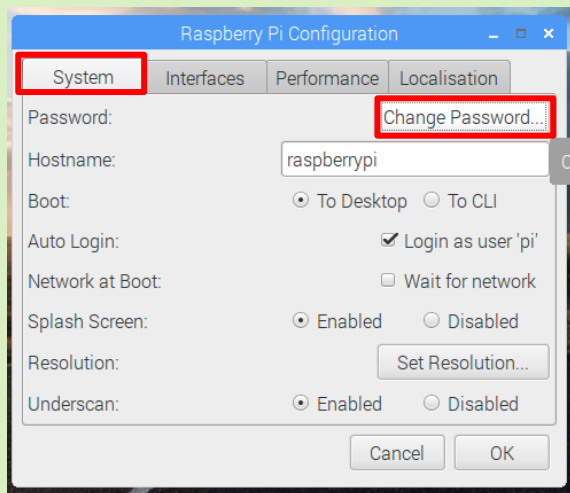 Raspberry Pi Configuration
System Interfaces Performance Localisation
Password: Change Password...
Hostname: raspberrypi
Boot: To Desktop To CLI
Auto Login: Login as user 'pi'
Network at Boot: Wait for network
Splash Screen: Enabled Disabled
Resolution: Set Resolution...
Underscan: Enabled Disabled
Cancel OK